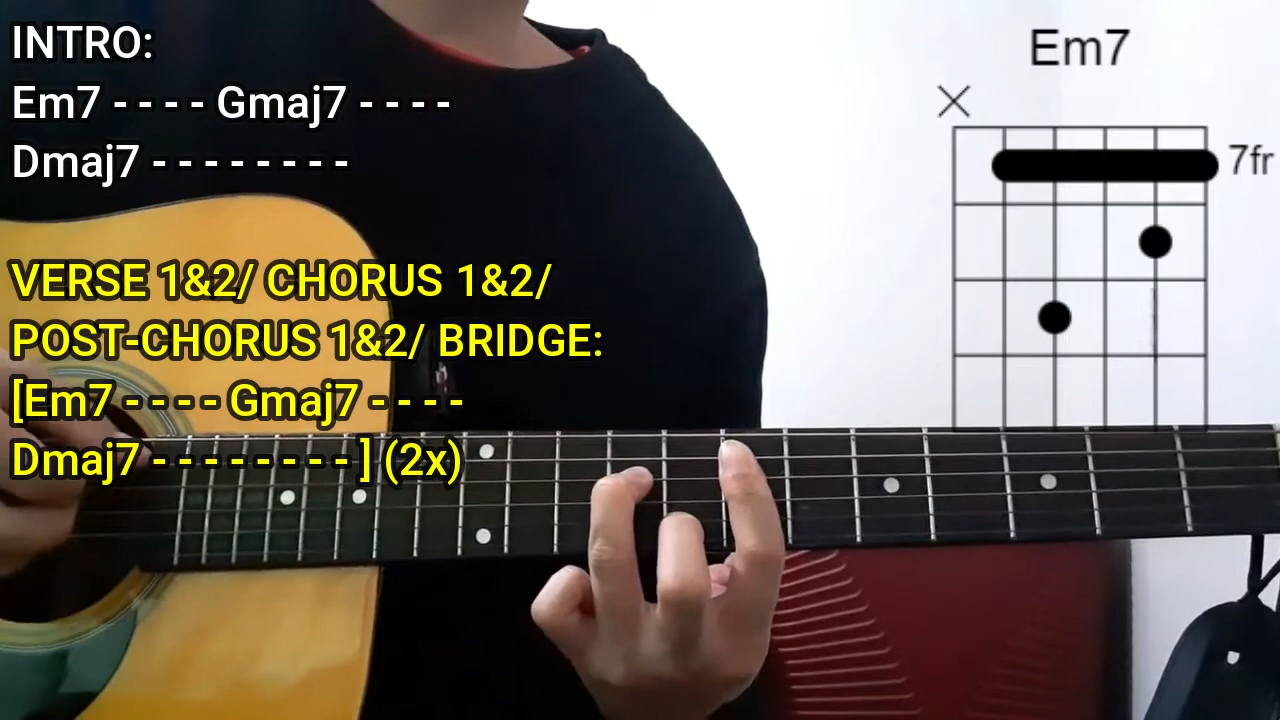 INTRO:
Em7 - - - - Gmaj7 - - - -
Dmaj7 - - - - - - - -
VERSE 1&2/ CHORUS 1&2/
POST-CHORUS 1&2/ BRIDGE:
[Em7 - - - - Gmaj7 - - - -
Dmaj7 - - - - - - - - ] (2x)
Em7
7fr